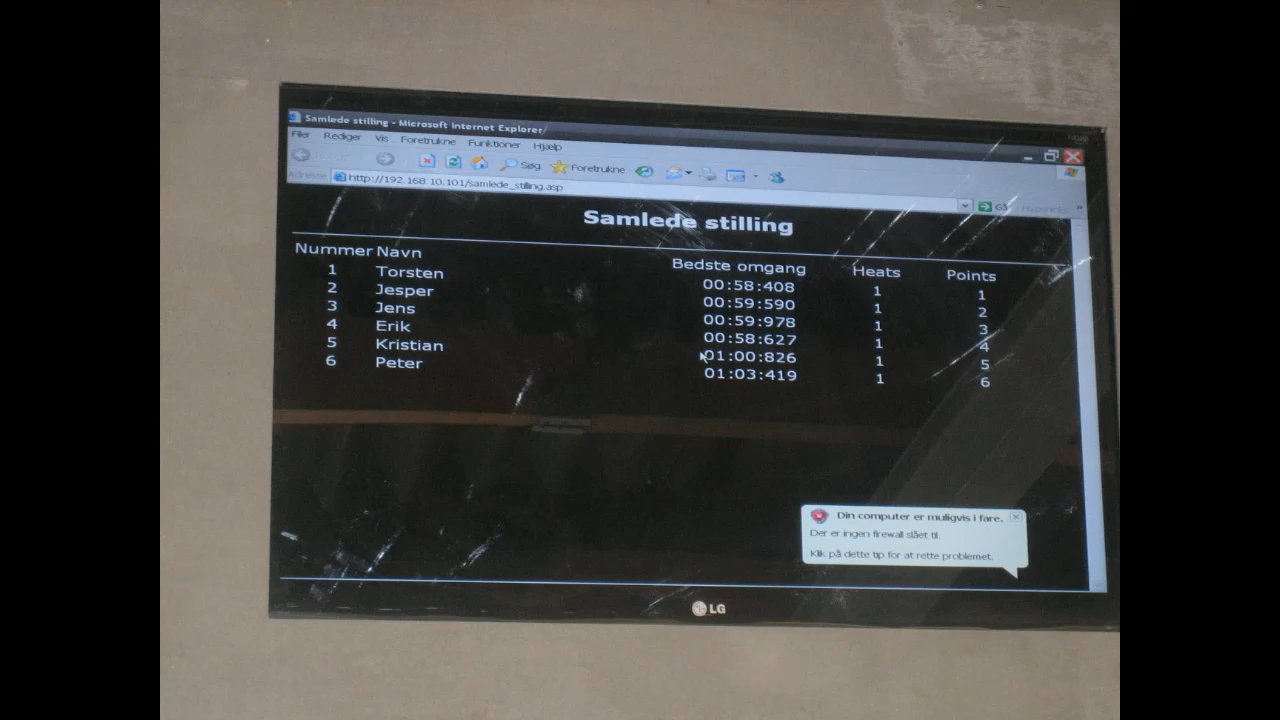 Samlede stilling - Microsoft Internet Explorer
Filer Rediger Vis Foretrukne Funktioner Hjælp
Søg Foretrukne
Adresse http://192.168.10.101/samlede_stilling.asp Gå Hyperlinks »
Samlede stilling
Nummer Navn Bedste omgang Heats Points
1 Torsten 00:58:408 1 1
2 Jesper 00:59:590 1 2
3 Jens 00:59:978 1 3
4 Erik 00:58:627 1 4
5 Kristian 01:00:826 1 5
6 Peter 01:03:419 1 6
Din computer er muligvis i fare.
Der er ingen firewall slået til.
Klik på dette tip for at rette problemet.
LG